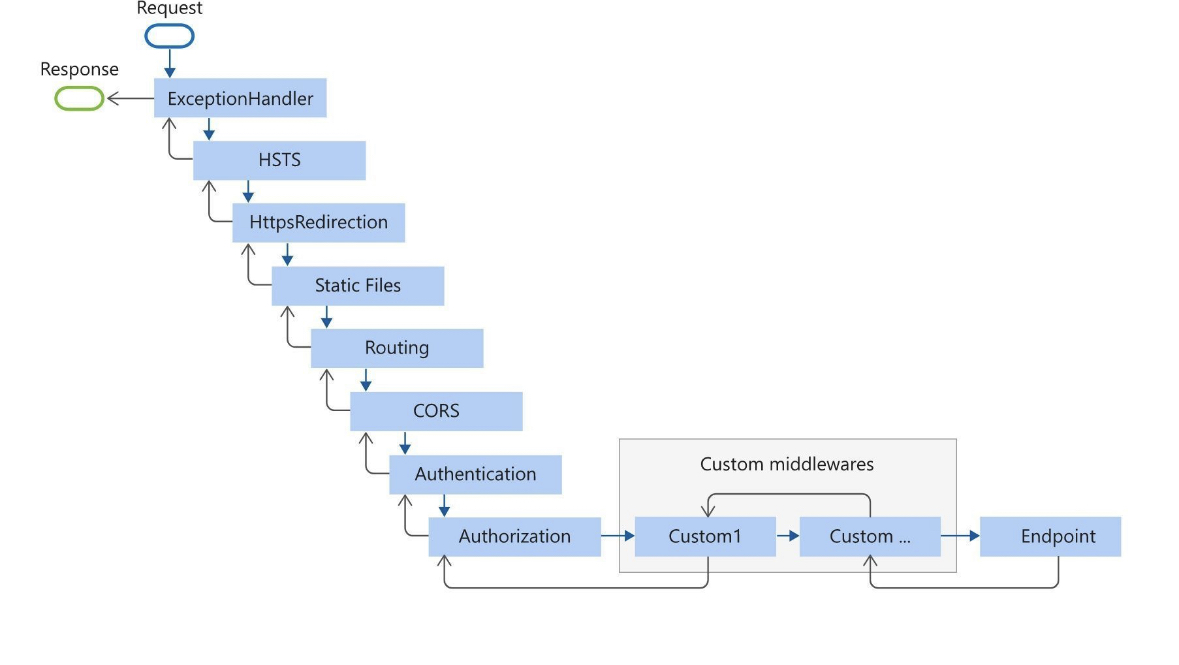 Request
Response
ExceptionHandler
HSTS
HttpsRedirection
Static Files
Routing
CORS
Authentication
Custom middlewares
Authorization
Custom1
Custom ...
Endpoint